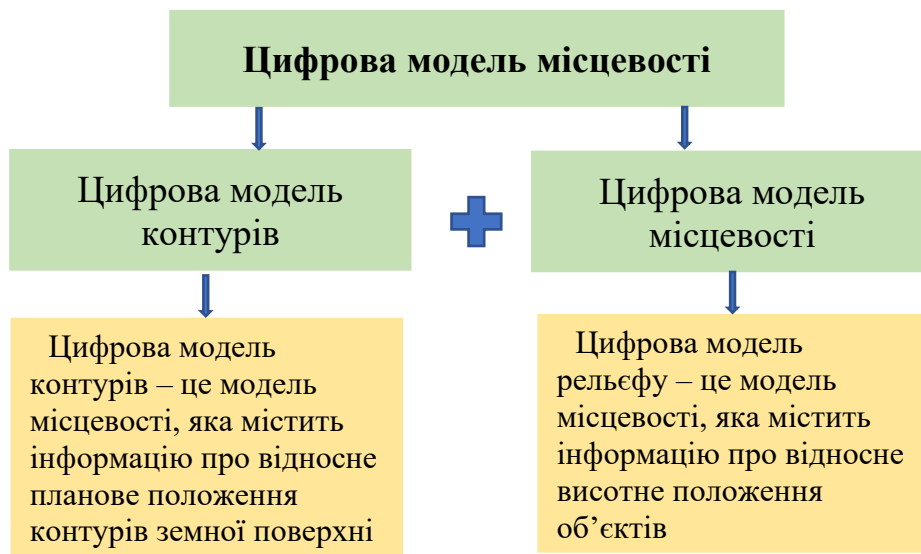 Цифрова модель місцевості
Цифрова модель
контурів
Цифрова модель
місцевості
Цифрова модель
контурів – це модель
місцевості, яка містить
інформацію про відносне
планове положення
контурів земної поверхні
Цифрова модель
рельєфу – це модель
місцевості, яка містить
інформацію про відносне
висотне положення
об’єктів